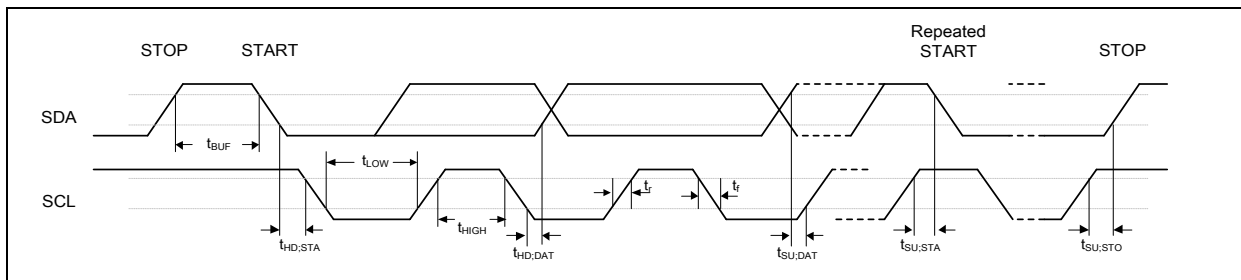 Repeated
STOP START START STOP
SDA
tBUF
tLOW
SCL
tr tf
tHIGH
tHD;STA tHD;DAT tSU;DAT tSU;STA tSU;STO